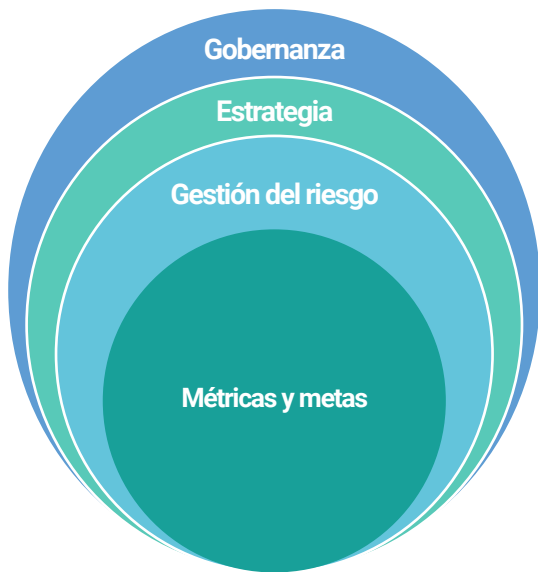 Gobernanza
Estrategia
Gestión del riesgo
Métricas y metas